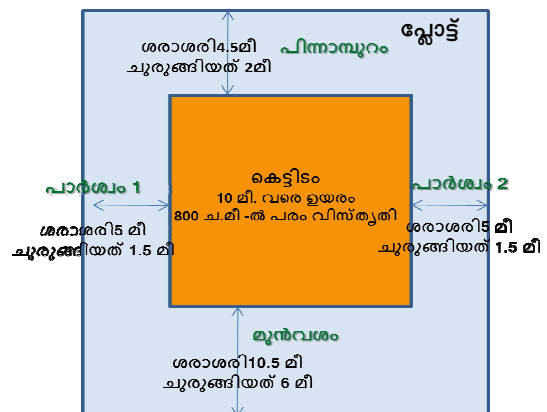 പ്ലോട്ട്
ശരാശരി4.5മീ
ചുരുങ്ങിയത് 2മീ
പിന്നാമ്പുറം
കെട്ടിടം
10 മീ. വരെ ഉയരം
800 ച.മീ -ൽ പരം വിസ്തൃതി
പാർശ്വം 1
ശരാശരി5 മീ
ചുരുങ്ങിയത് 1.5 മീ
പാർശ്വം 2
ശരാശരി5 മീ
ചുരുങ്ങിയത് 1.5 മീ
മുൻവശം
ശരാശരി10.5 മീ
ചുരുങ്ങിയത് 6 മീ